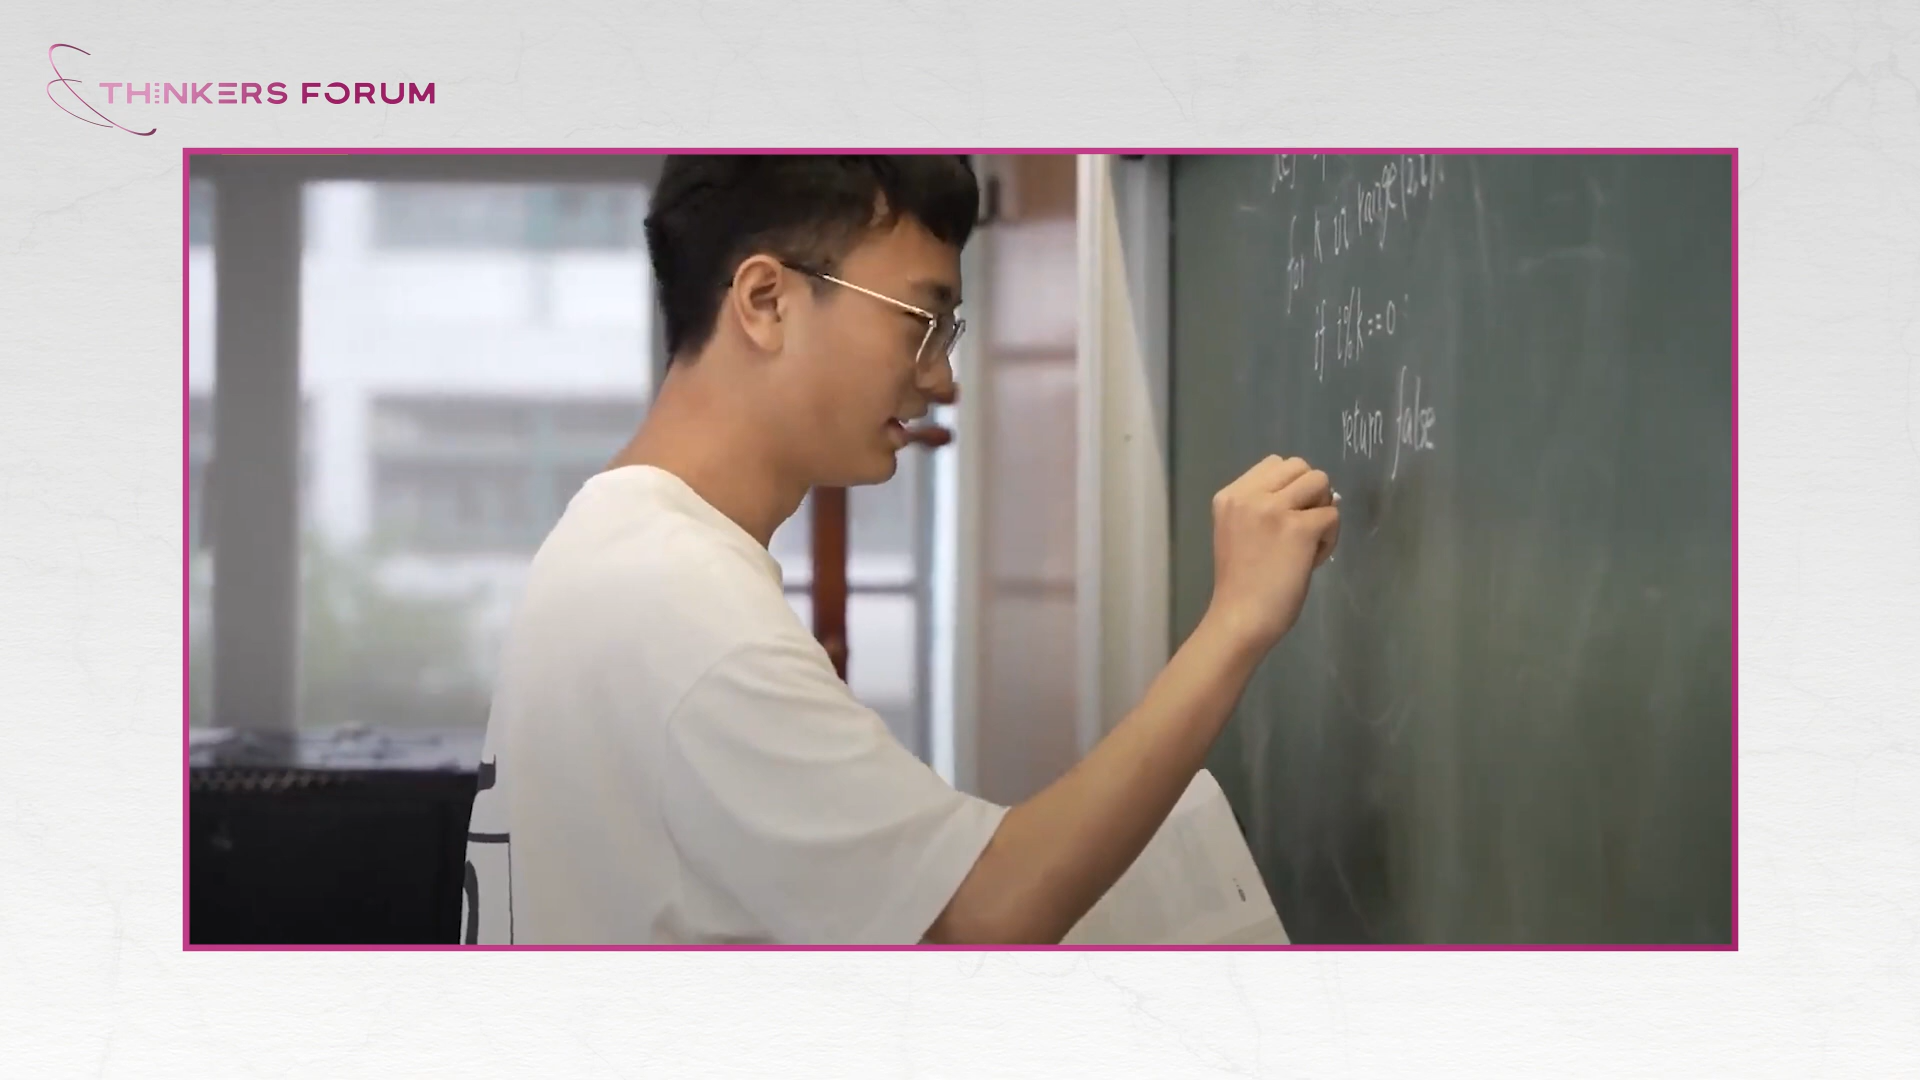 THINKERS FORUM
for k in range(2,t):
if t%k==0:
return false